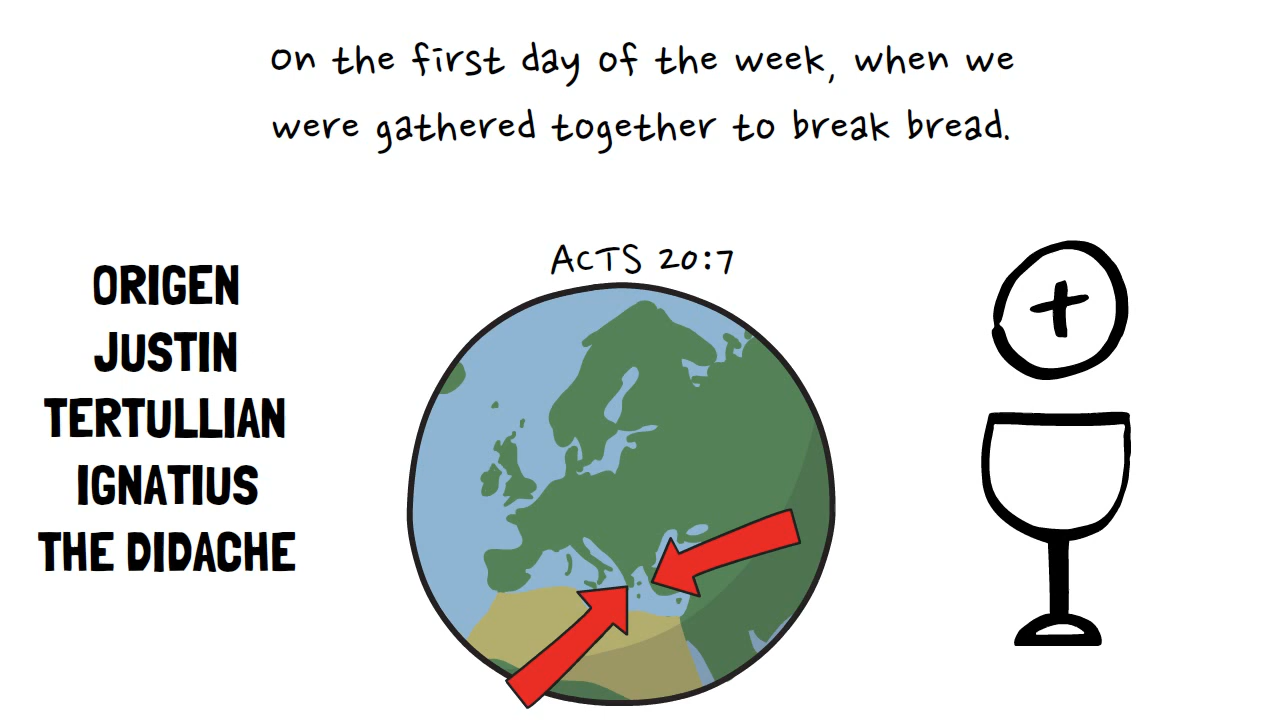 on the first day of the week, when we
were gathered together to break bread.
ACTS 20:7
ORIGEN
JUSTIN
TERTULLIAN
IGNATIUS
THE DIDACHE